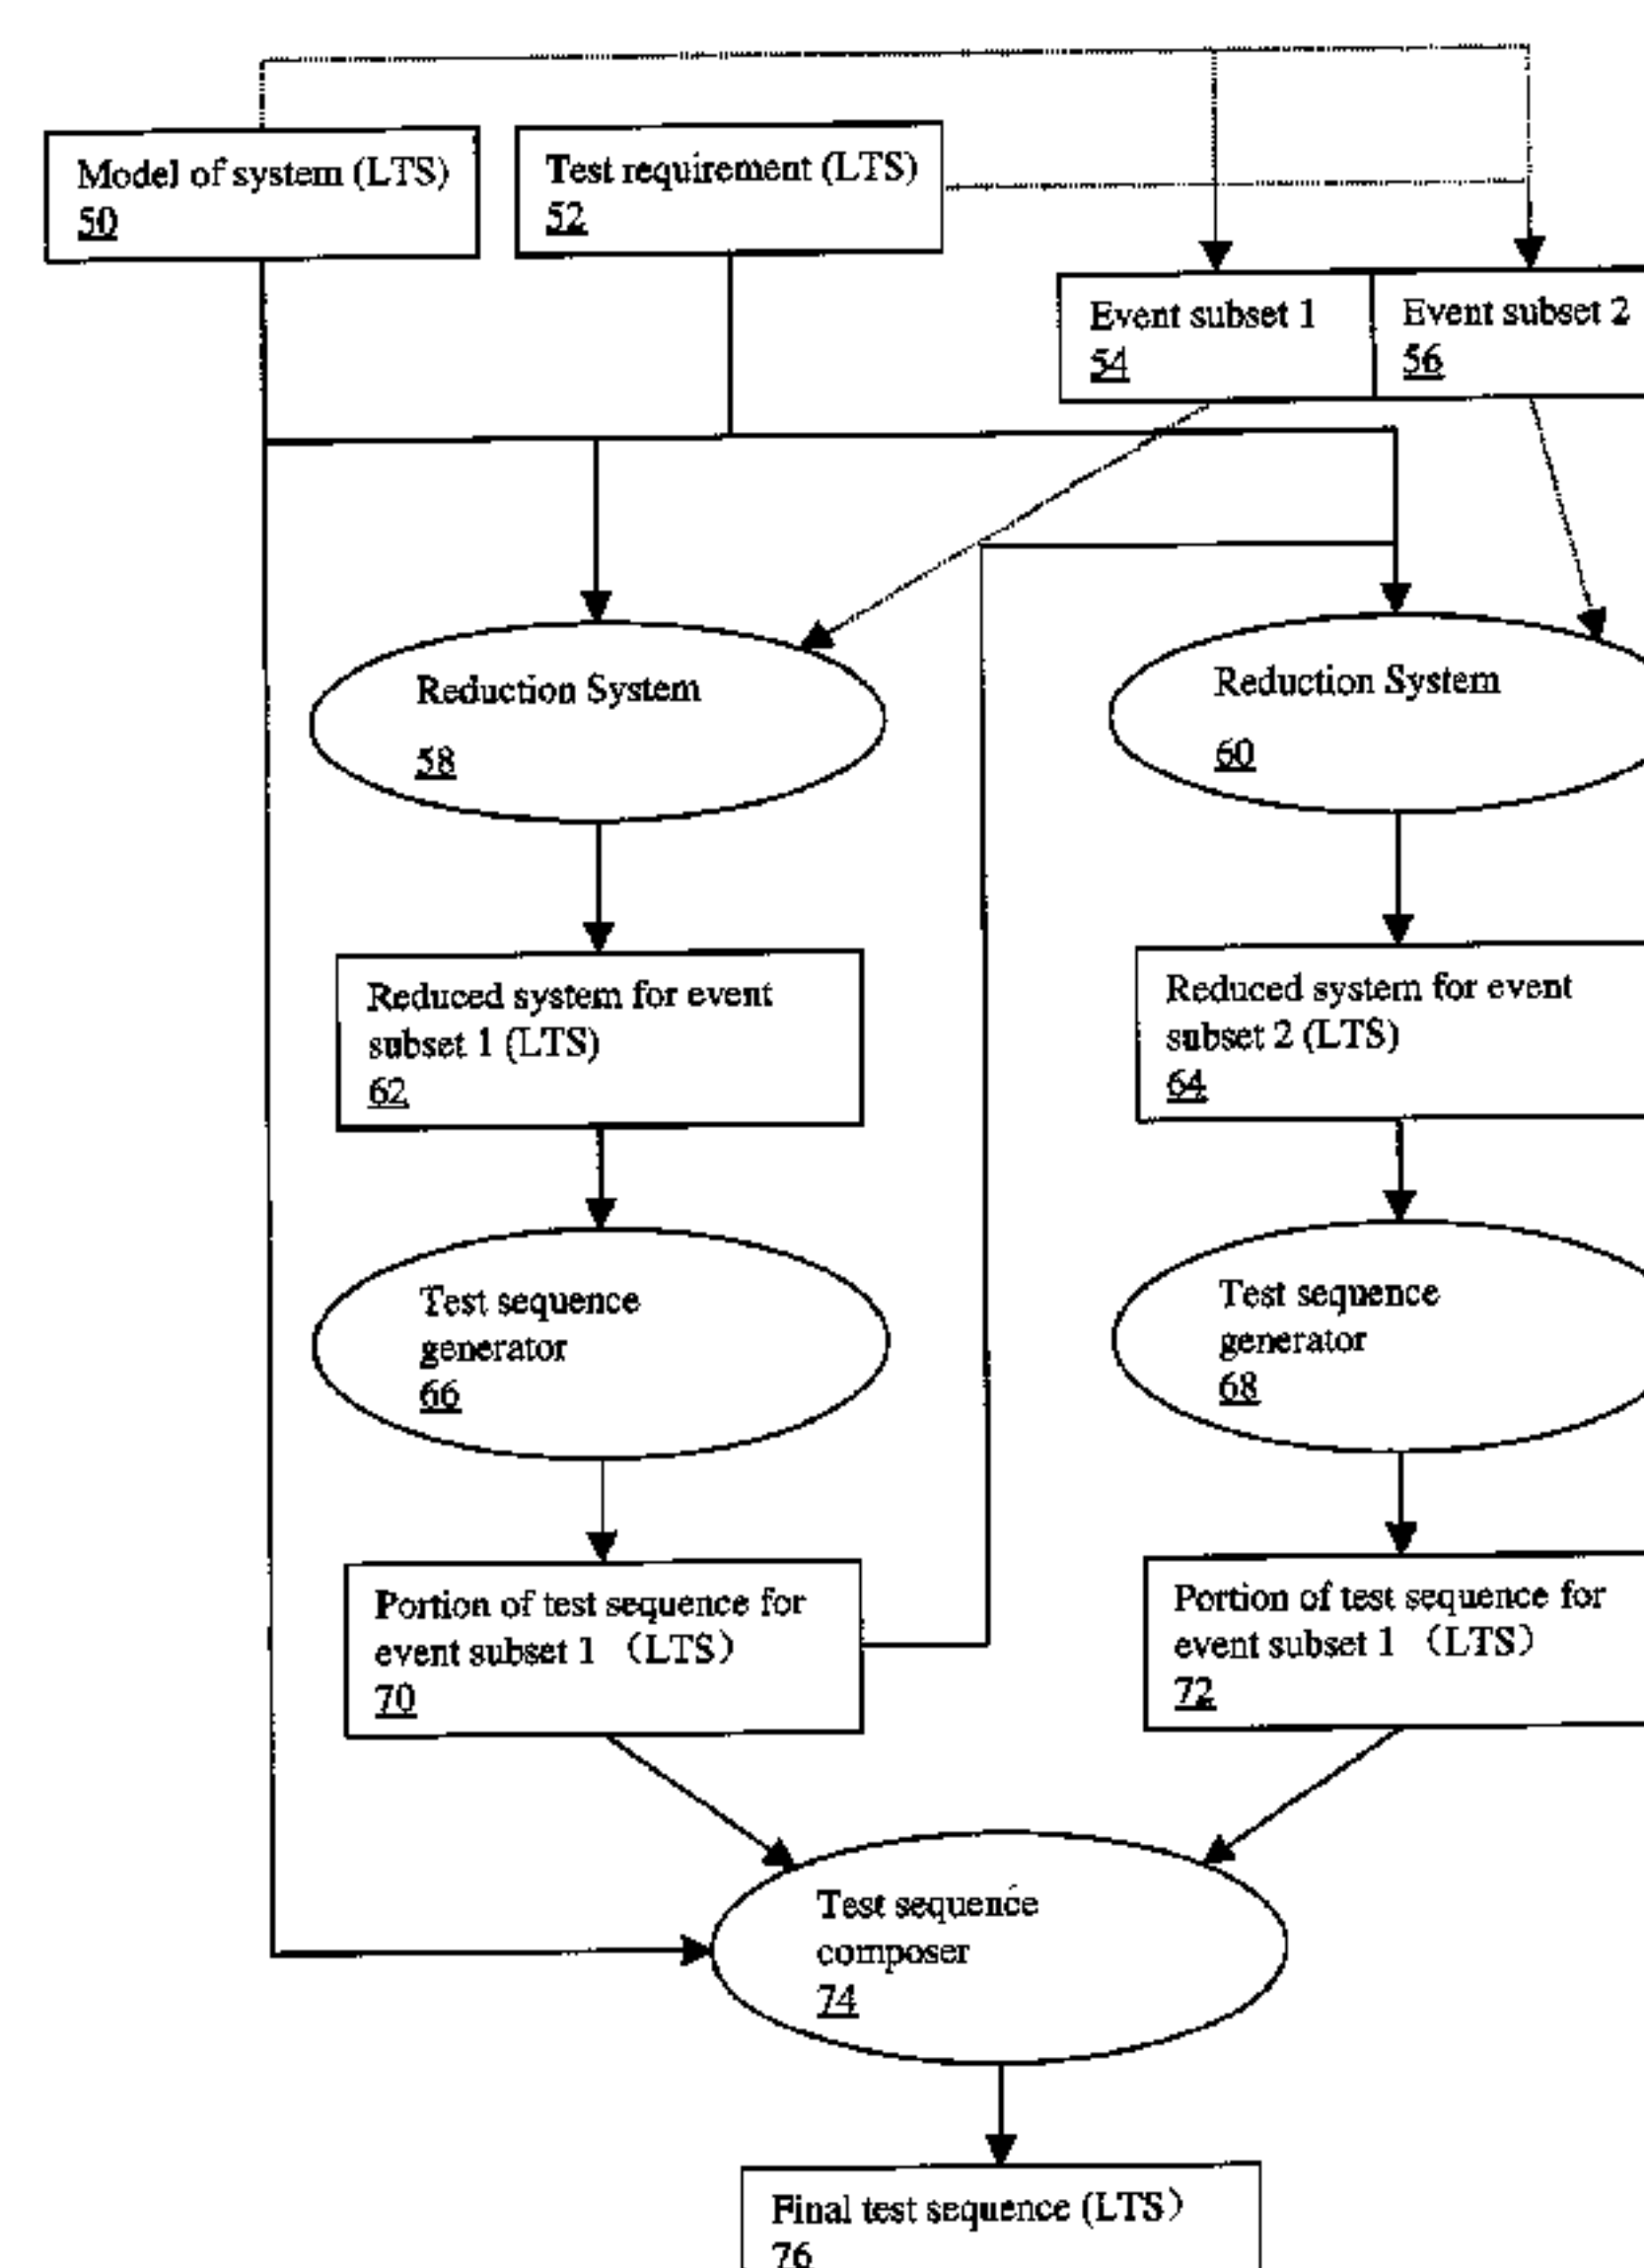 Model of system (LTS)
50
Test requirement (LTS)
52
Event subset 1
54
Event subset 2
56
Reduction System
58
Reduction System
60
Reduced system for event
subset 1 (LTS)
62
Reduced system for event
subset 2 (LTS)
64
Test sequence
generator
66
Test sequence
generator
68
Portion of test sequence for
event subset 1 （LTS）
70
Portion of test sequence for
event subset 1 （LTS）
72
Test sequence
composer
74
Final test sequence (LTS）
76